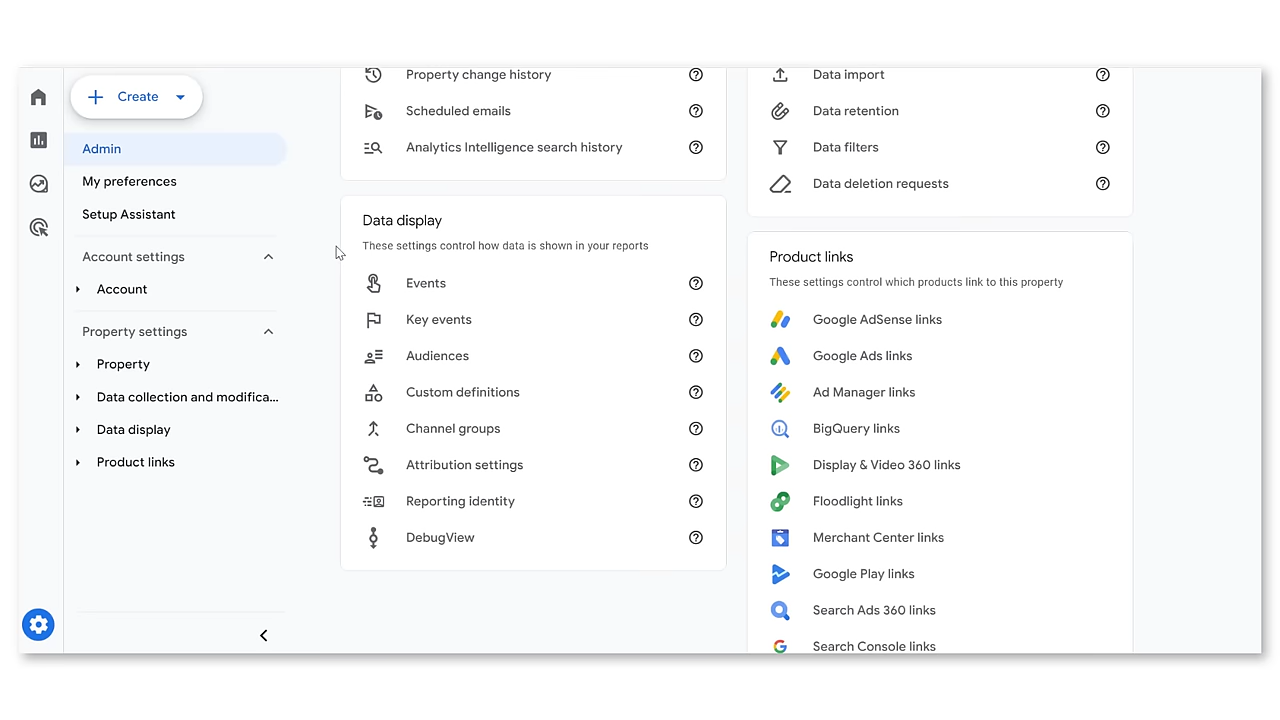 Create
Admin
My preferences
Setup Assistant
Account settings
Account
Property settings
Property
Data collection and modifica...
Data display
Product links
Property change history
Scheduled emails
Analytics Intelligence search history
Data display
These settings control how data is shown in your reports
Events
Key events
Audiences
Custom definitions
Channel groups
Attribution settings
Reporting identity
DebugView
Data import
Data retention
Data filters
Data deletion requests
Product links
These settings control which products link to this property
Google AdSense links
Google Ads links
Ad Manager links
BigQuery links
Display & Video 360 links
Floodlight links
Merchant Center links
Google Play links
Search Ads 360 links
Search Console links